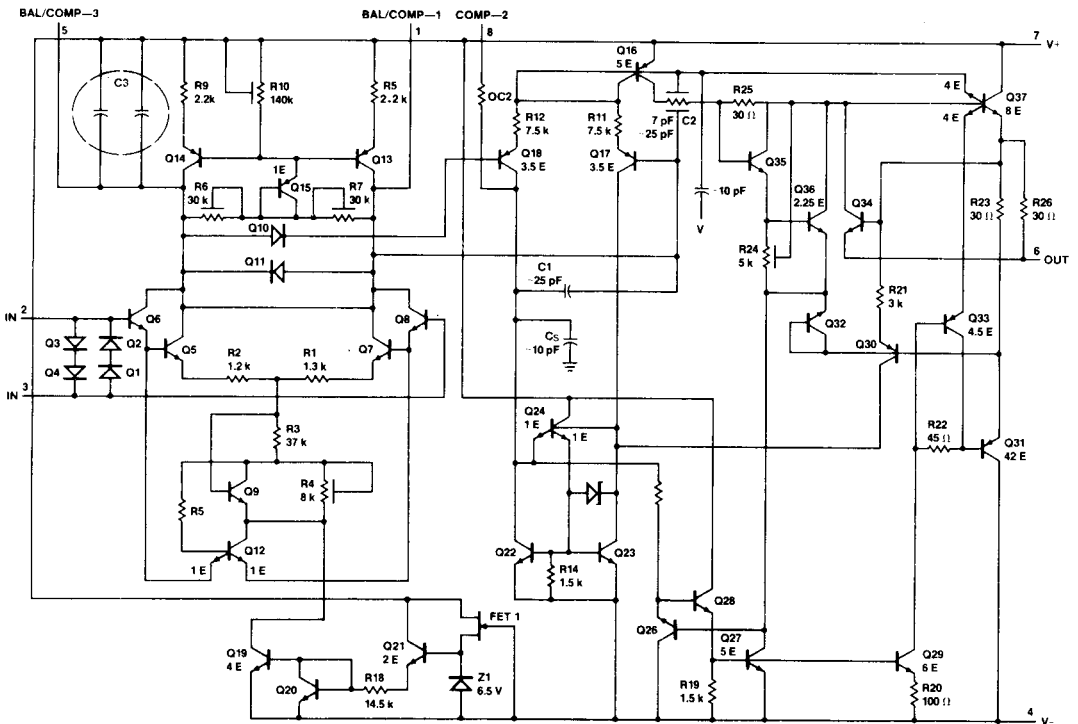 BAL/COMP—3
BAL/COMP—1
COMP—2
5
1
8
7
V+
C3
R9
2.2k
R10
140k
R5
2.2 k
OC2
Q16
5 E
R12
7.5 k
R11
7.5 k
7 pF
~25 pF
C2
R25
30 Ω
4 E
4 E
Q37
8 E
Q14
Q13
1E
Q15
R6
30 k
R7
30 k
Q18
3.5 E
Q17
3.5 E
10 pF
V
Q35
Q36
2.25 E
Q34
R23
30 Ω
R26
30 Ω
R24
5 k
6
OUT
Q10
Q11
C1
~25 pF
R21
3 k
IN
2
Q6
Q8
Q3
Q2
Q4
Q1
Q5
Q7
R2
1.2 k
R1
1.3 k
CS
~10 pF
Q32
Q30
Q33
4.5 E
IN
3
R3
37 k
Q24
1 E
1 E
R22
45 Ω
Q31
42 E
R5
Q9
R4
8 k
Q12
1 E
1 E
Q22
Q23
R14
1.5 k
FET 1
Q28
Q26
Q27
5 E
Q19
4 E
Q21
2 E
Q20
R18
14.5 k
Z1
6.5 V
R19
1.5 k
Q29
6 E
R20
100 Ω
4
V–